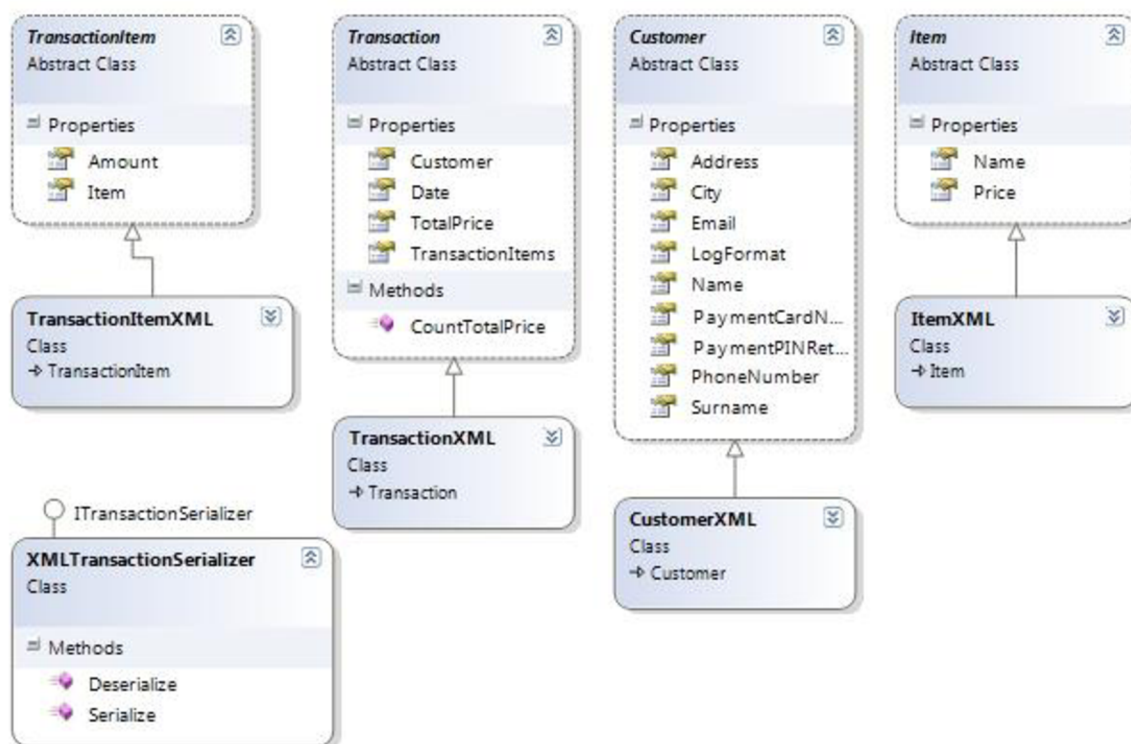 TransactionItem
Abstract Class
Properties
Amount
Item
TransactionItemXML
Class
TransactionItem
Transaction
Abstract Class
Properties
Customer
Date
TotalPrice
TransactionItems
Methods
CountTotalPrice
TransactionXML
Class
Transaction
Customer
Abstract Class
Properties
Address
City
Email
LogFormat
Name
PaymentCardN...
PaymentPINRet...
PhoneNumber
Surname
CustomerXML
Class
Customer
Item
Abstract Class
Properties
Name
Price
ItemXML
Class
Item
ITransactionSerializer
XMLTransactionSerializer
Class
Methods
Deserialize
Serialize